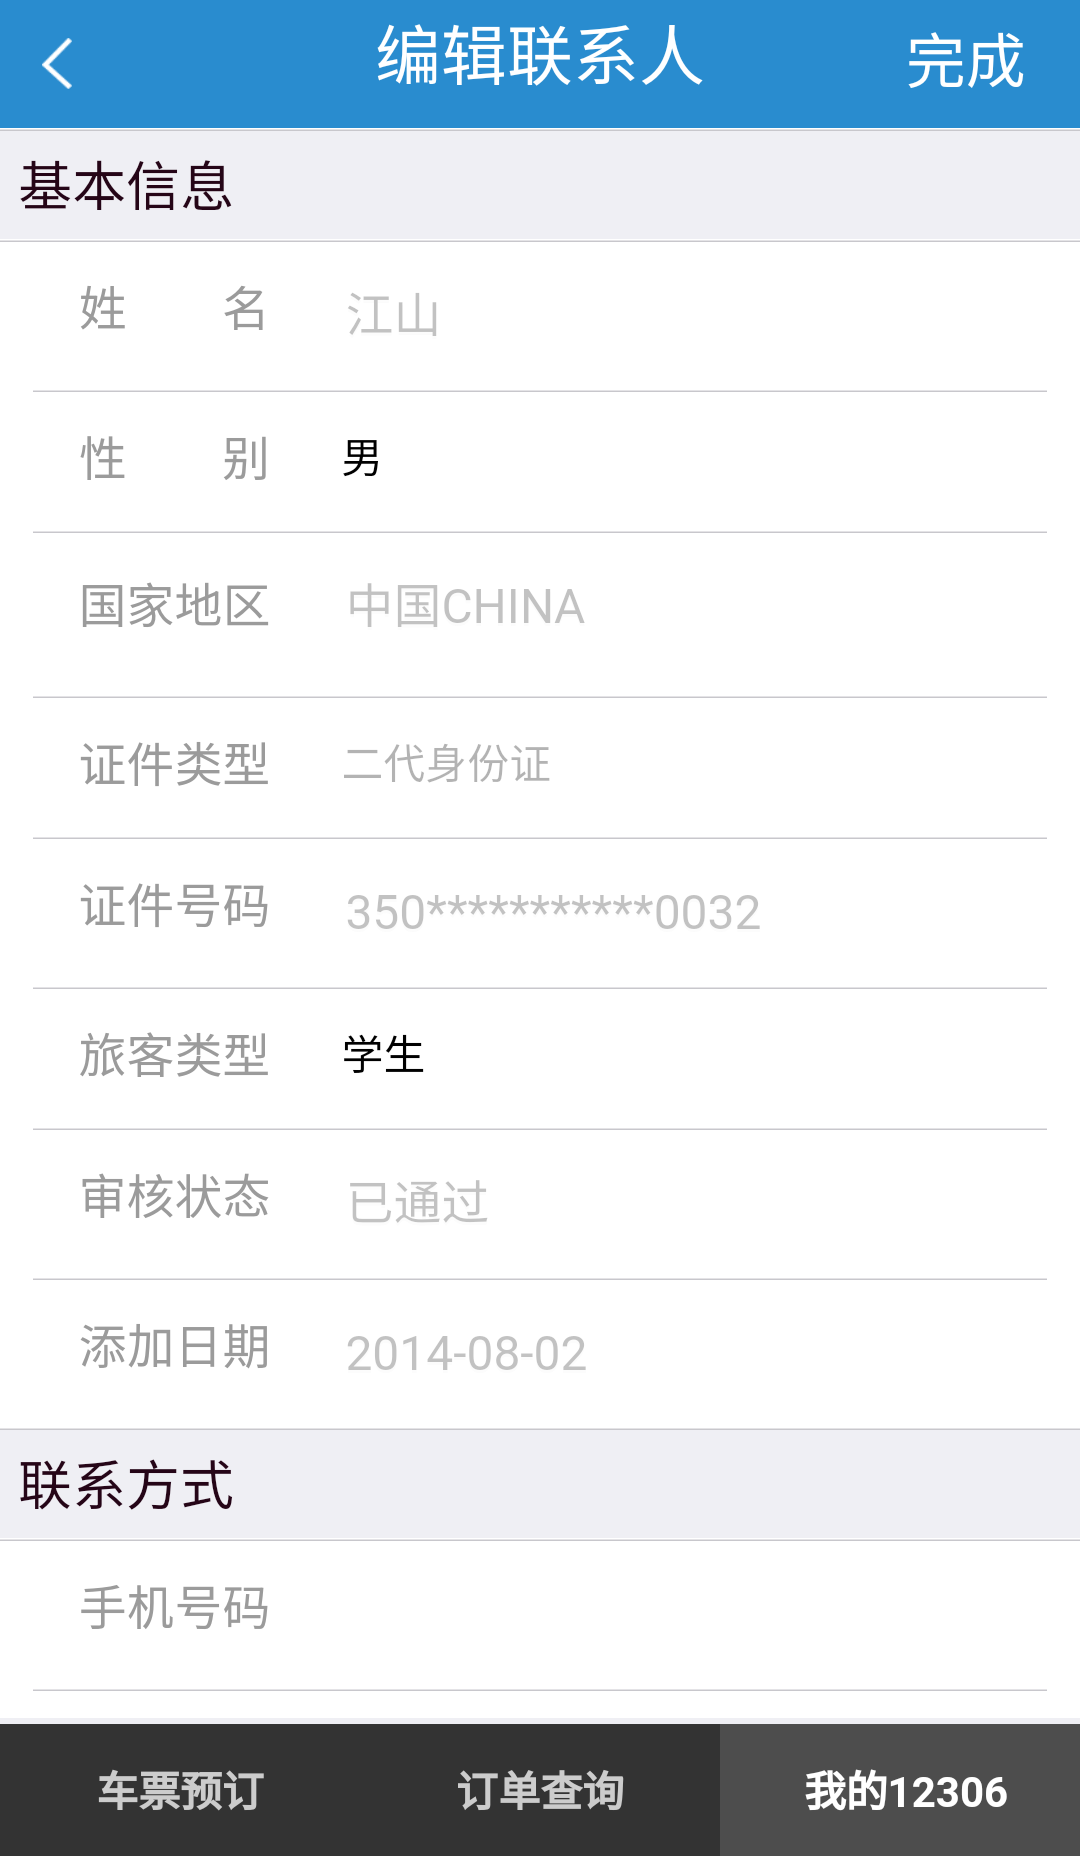 编辑联系人 完成
基本信息
姓 名 江山
性 别 男
国家地区 中国CHINA
证件类型 二代身份证
证件号码 350***********0032
旅客类型 学生
审核状态 已通过
添加日期 2014-08-02
联系方式
手机号码
车票预订 订单查询 我的12306